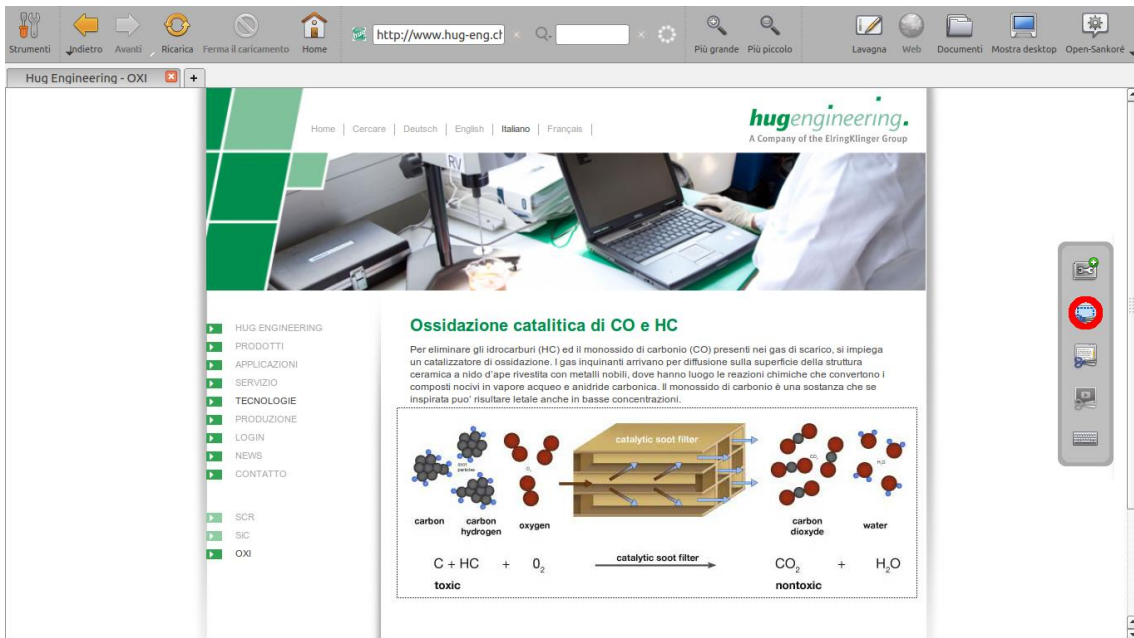 Strumenti Indietro Avanti Ricarica Ferma il caricamento Home http://www.hug-eng.ch Più grande Più piccolo Lavagna Web Documenti Mostra desktop Open-Sankoré
Hug Engineering - OXI
Home | Cercare | Deutsch | English | Italiano | Français |
hugengineering.
A Company of the ElringKlinger Group
RV
HUG ENGINEERING
PRODOTTI
APPLICAZIONI
SERVIZIO
TECNOLOGIE
PRODUZIONE
LOGIN
NEWS
CONTATTO
SCR
SiC
OXI
Ossidazione catalitica di CO e HC
Per eliminare gli idrocarburi (HC) ed il monossido di carbonio (CO) presenti nei gas di scarico, si impiega
un catalizzatore di ossidazione. I gas inquinanti arrivano per diffusione sulla superficie della struttura
ceramica a nido d'ape rivestita con metalli nobili, dove hanno luogo le reazioni chimiche che convertono i
composti nocivi in vapore acqueo e anidride carbonica. Il monossido di carbonio è una sostanza che se
inspirata puo' risultare letale anche in basse concentrazioni.
catalytic soot filter
soot
particles
O₂
CO₂
H₂O
carbon
carbon
hydrogen
oxygen
carbon
dioxyde
water
C + HC + 0₂ catalytic soot filter CO₂ + H₂O
toxic nontoxic